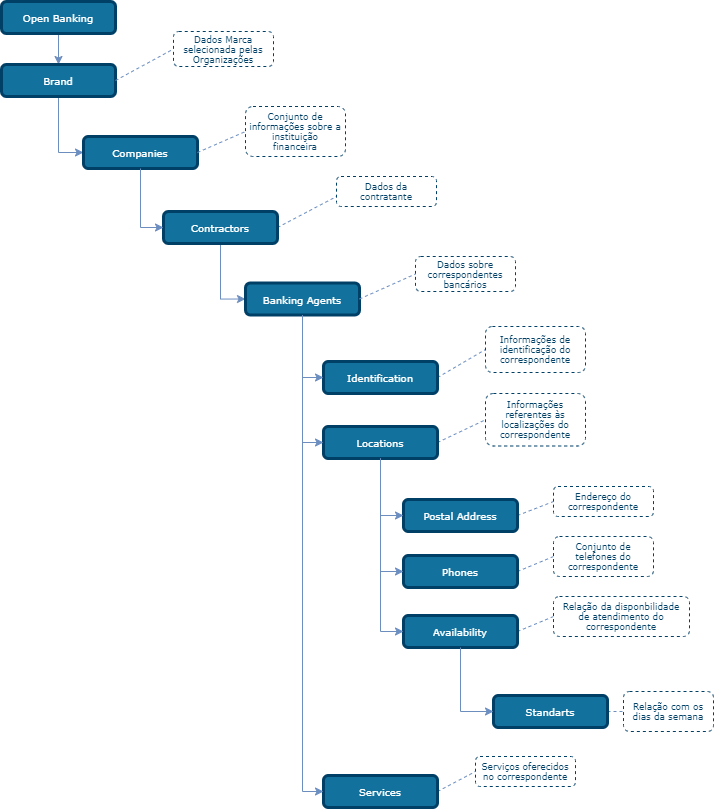 Open Banking
Dados Marca
selecionada pelas
Organizações
Brand
Conjunto de
informações sobre a
instituição
financeira
Companies
Dados da
contratante
Contractors
Dados sobre
correspondentes
bancários
Banking Agents
Informações de
identificação do
correspondente
Identification
Informações
referentes às
localizações do
correspondente
Locations
Endereço do
correspondente
Postal Address
Conjunto de
telefones do
correspondente
Phones
Relação da disponbilidade
de atendimento do
correspondente
Availability
Relação com os
dias da semana
Standarts
Serviços oferecidos
no correspondente
Services